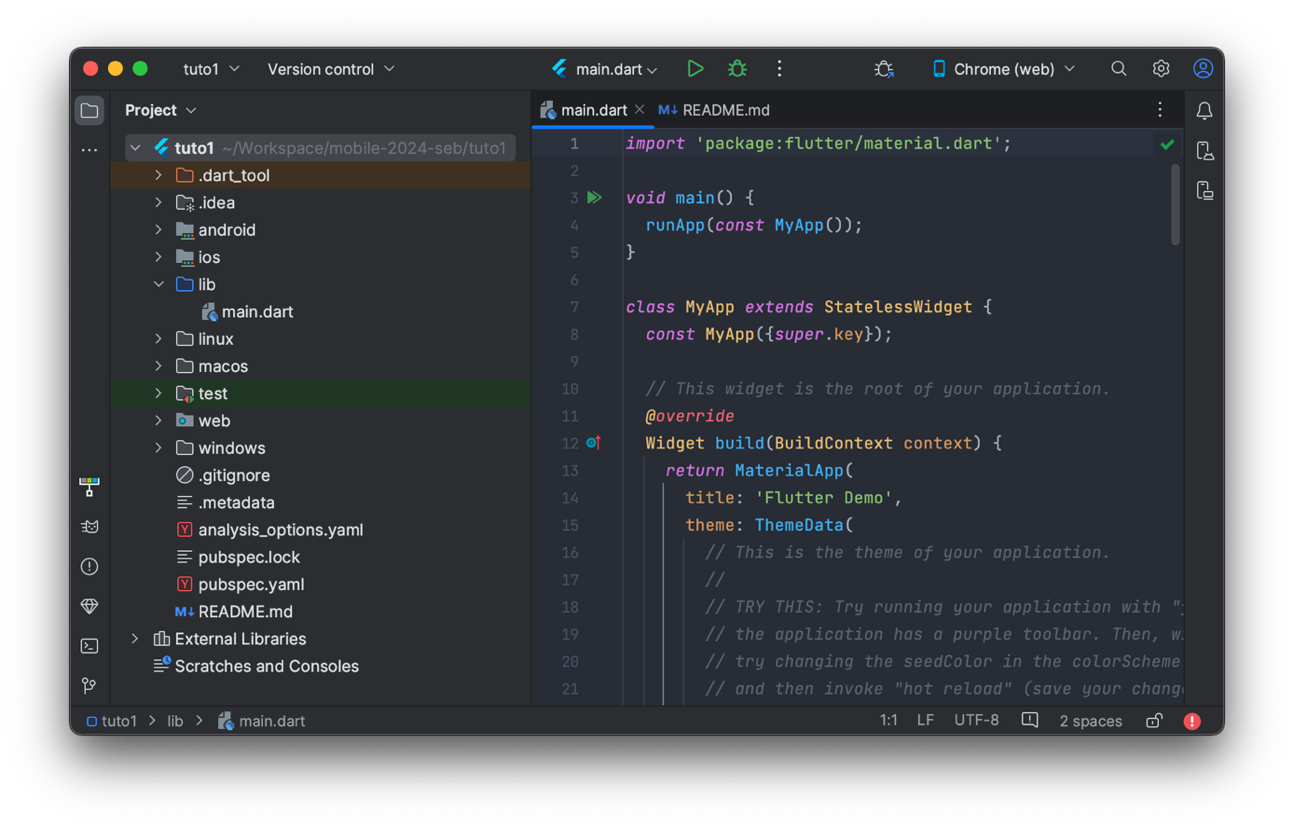 tuto1 Version control main.dart Chrome (web)
Project
tuto1 ~/Workspace/mobile-2024-seb/tuto1
.dart_tool
.idea
android
ios
lib
main.dart
linux
macos
test
web
windows
.gitignore
.metadata
analysis_options.yaml
pubspec.lock
pubspec.yaml
M↓ README.md
External Libraries
Scratches and Consoles
main.dart M↓ README.md
1 import 'package:flutter/material.dart';
2
3 void main() {
4 runApp(const MyApp());
5 }
6
7 class MyApp extends StatelessWidget {
8 const MyApp({super.key});
9
10 // This widget is the root of your application.
11 @override
12 Widget build(BuildContext context) {
13 return MaterialApp(
14 title: 'Flutter Demo',
15 theme: ThemeData(
16 // This is the theme of your application.
17 //
18 // TRY THIS: Try running your application with "
19 // the application has a purple toolbar. Then, w
20 // try changing the seedColor in the colorScheme
21 // and then invoke "hot reload" (save your chang
tuto1 > lib > main.dart 1:1 LF UTF-8 2 spaces